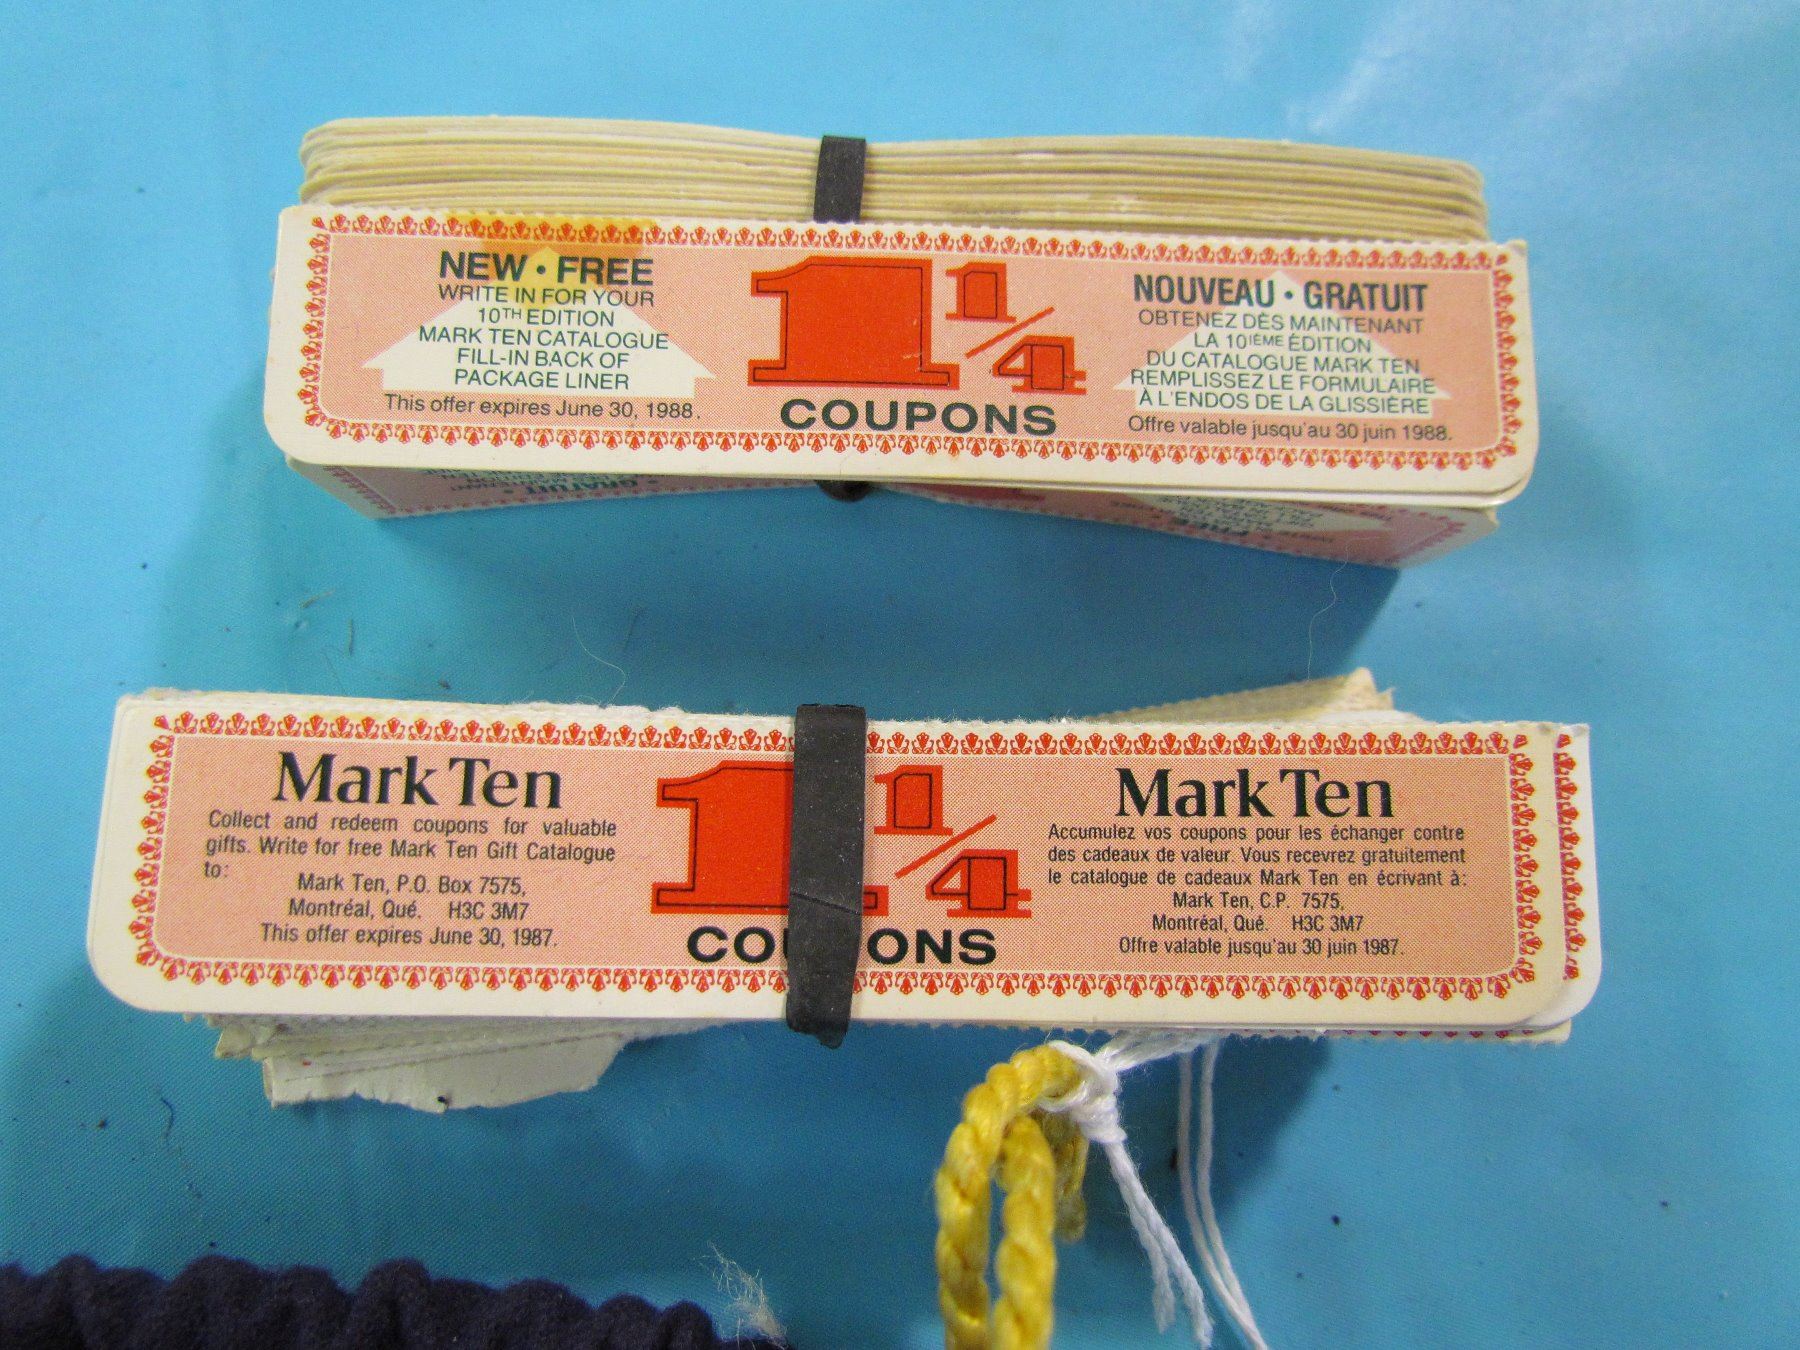 NEW • FREE
WRITE IN FOR YOUR
10TH EDITION
MARK TEN CATALOGUE
FILL-IN BACK OF
PACKAGE LINER
This offer expires June 30, 1988.
1 1/4
COUPONS
NOUVEAU • GRATUIT
OBTENEZ DÈS MAINTENANT
LA 10IÈME ÉDITION
DU CATALOGUE MARK TEN
REMPLISSEZ LE FORMULAIRE
À L'ENDOS DE LA GLISSIÈRE
Offre valable jusqu'au 30 juin 1988.
• GRATUIT
Mark Ten
Collect and redeem coupons for valuable
gifts. Write for free Mark Ten Gift Catalogue
to:
Mark Ten, P.O. Box 7575,
Montréal, Qué. H3C 3M7
This offer expires June 30, 1987.
1 1/4
CO ONS
Mark Ten
Accumulez vos coupons pour les échanger contre
des cadeaux de valeur. Vous recevrez gratuitement
le catalogue de cadeaux Mark Ten en écrivant à:
Mark Ten, C.P. 7575,
Montréal, Qué. H3C 3M7
Offre valable jusqu'au 30 juin 1987.